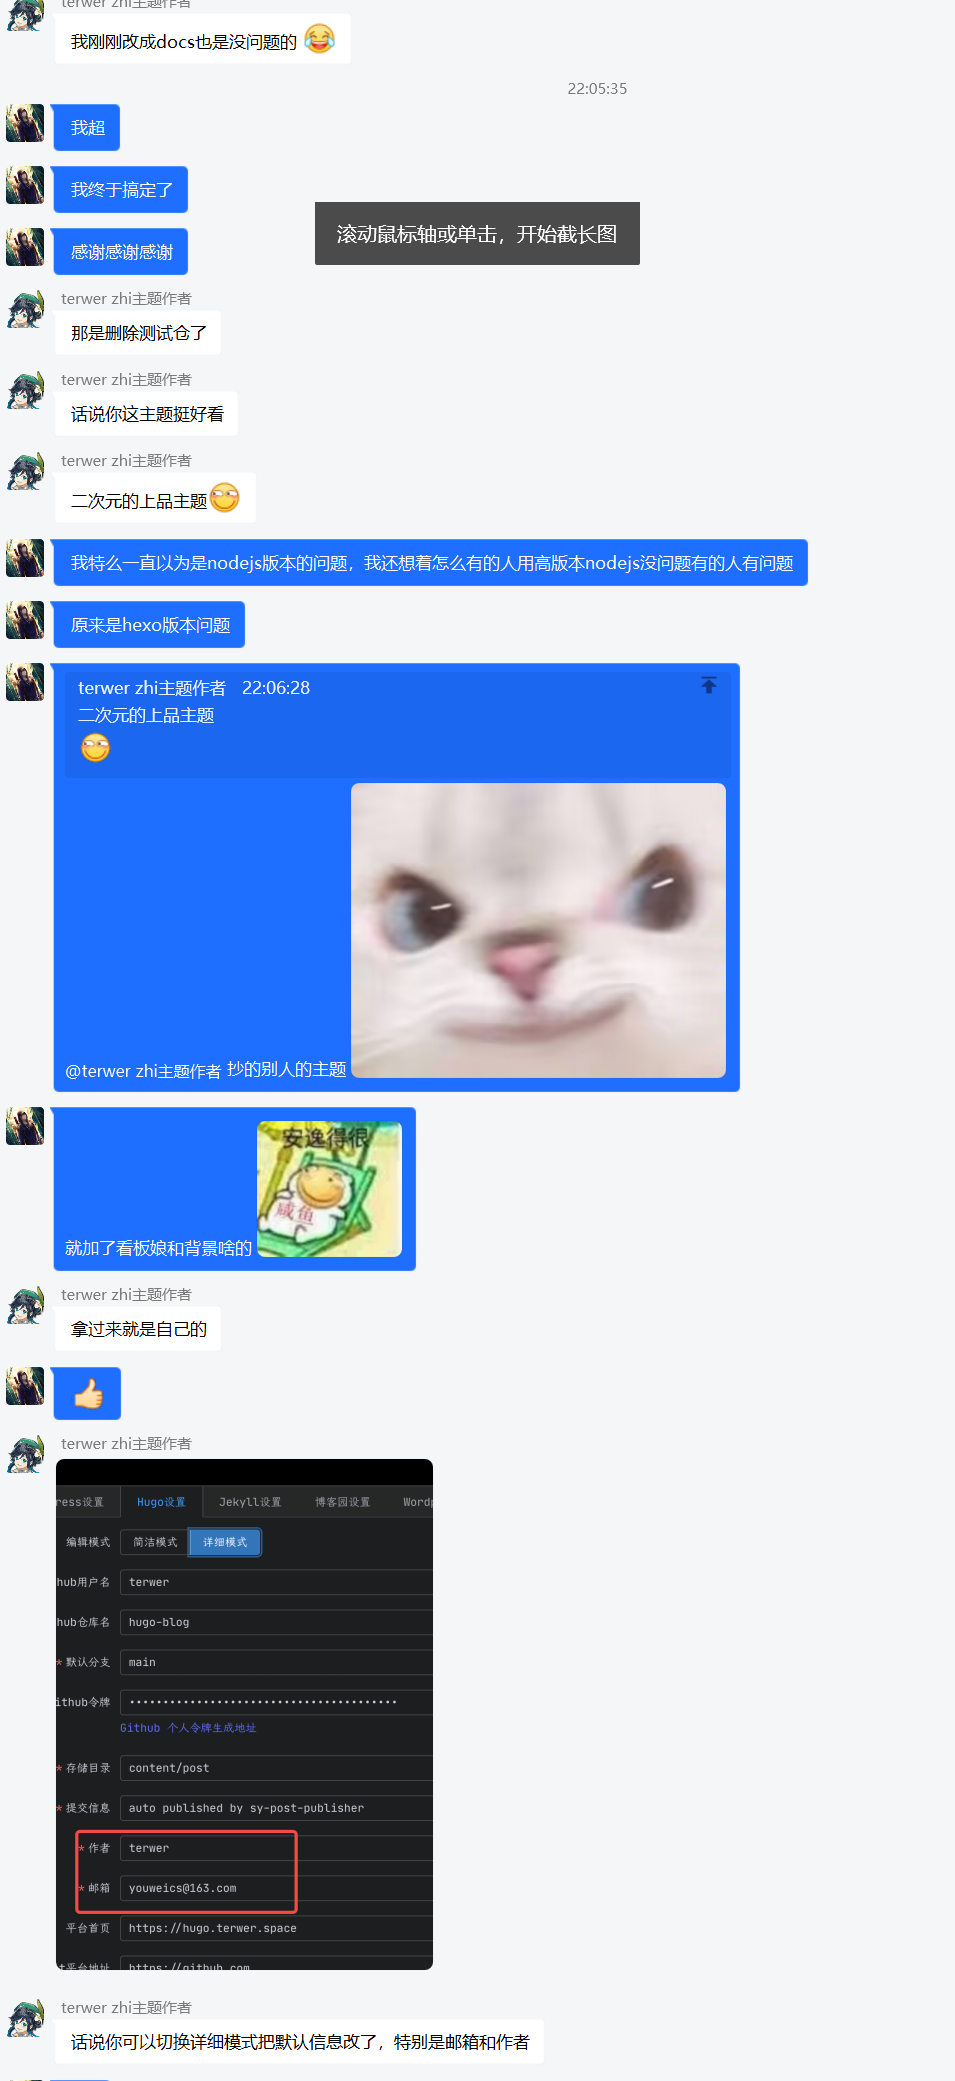 terwer zhi主题作者
我刚刚改成docs也是没问题的
22:05:35
我超
我终于搞定了
滚动鼠标轴或单击，开始截长图
感谢感谢感谢
terwer zhi主题作者
那是删除测试仓了
terwer zhi主题作者
话说你这主题挺好看
terwer zhi主题作者
二次元的上品主题
我特么一直以为是nodejs版本的问题，我还想着怎么有的人用高版本nodejs没问题有的人有问题
原来是hexo版本问题
terwer zhi主题作者 22:06:28
二次元的上品主题
@terwer zhi主题作者 抄的别人的主题
安逸得很
咸鱼
就加了看板娘和背景啥的
terwer zhi主题作者
拿过来就是自己的
terwer zhi主题作者
ress设置 Hugo设置 Jekyll设置 博客园设置 Wordp
编辑模式 简洁模式 详细模式
hub用户名 terwer
hub仓库名 hugo-blog
* 默认分支 main
ithub令牌 ••••••••••••••••••••••••••••••••••••••••
Github 个人令牌生成地址
* 存储目录 content/post
* 提交信息 auto published by sy-post-publisher
* 作者 terwer
* 邮箱 youweics@163.com
平台首页 https://hugo.terwer.space
t平台地址 https://github.com
terwer zhi主题作者
话说你可以切换详细模式把默认信息改了，特别是邮箱和作者